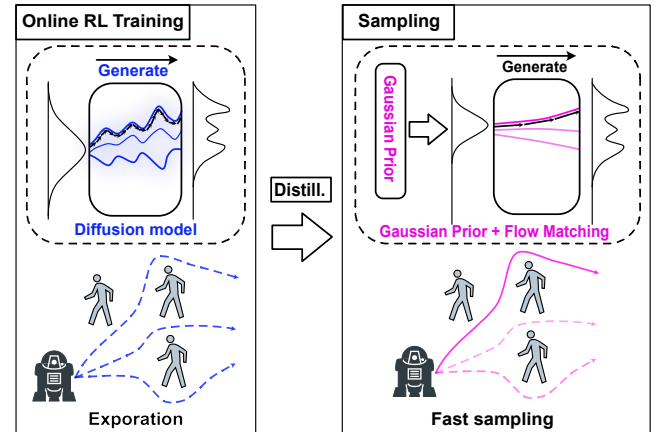 Online RL Training
Generate
Diffusion model
Exporation
Distill.
Sampling
Generate
Gaussian Prior
Gaussian Prior + Flow Matching
Fast sampling